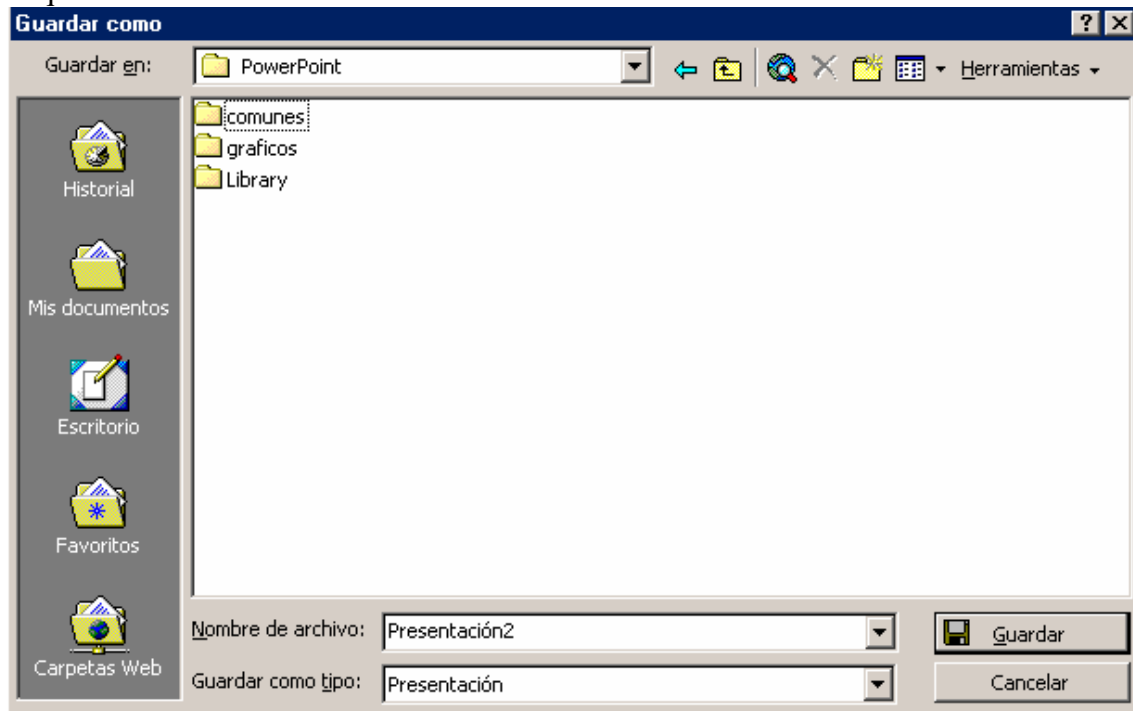 Guardar como
Guardar en:
PowerPoint
Herramientas
comunes
graficos
Library
Historial
Mis documentos
Escritorio
Favoritos
Carpetas Web
Nombre de archivo: Presentación2
Guardar
Guardar como tipo: Presentación
Cancelar